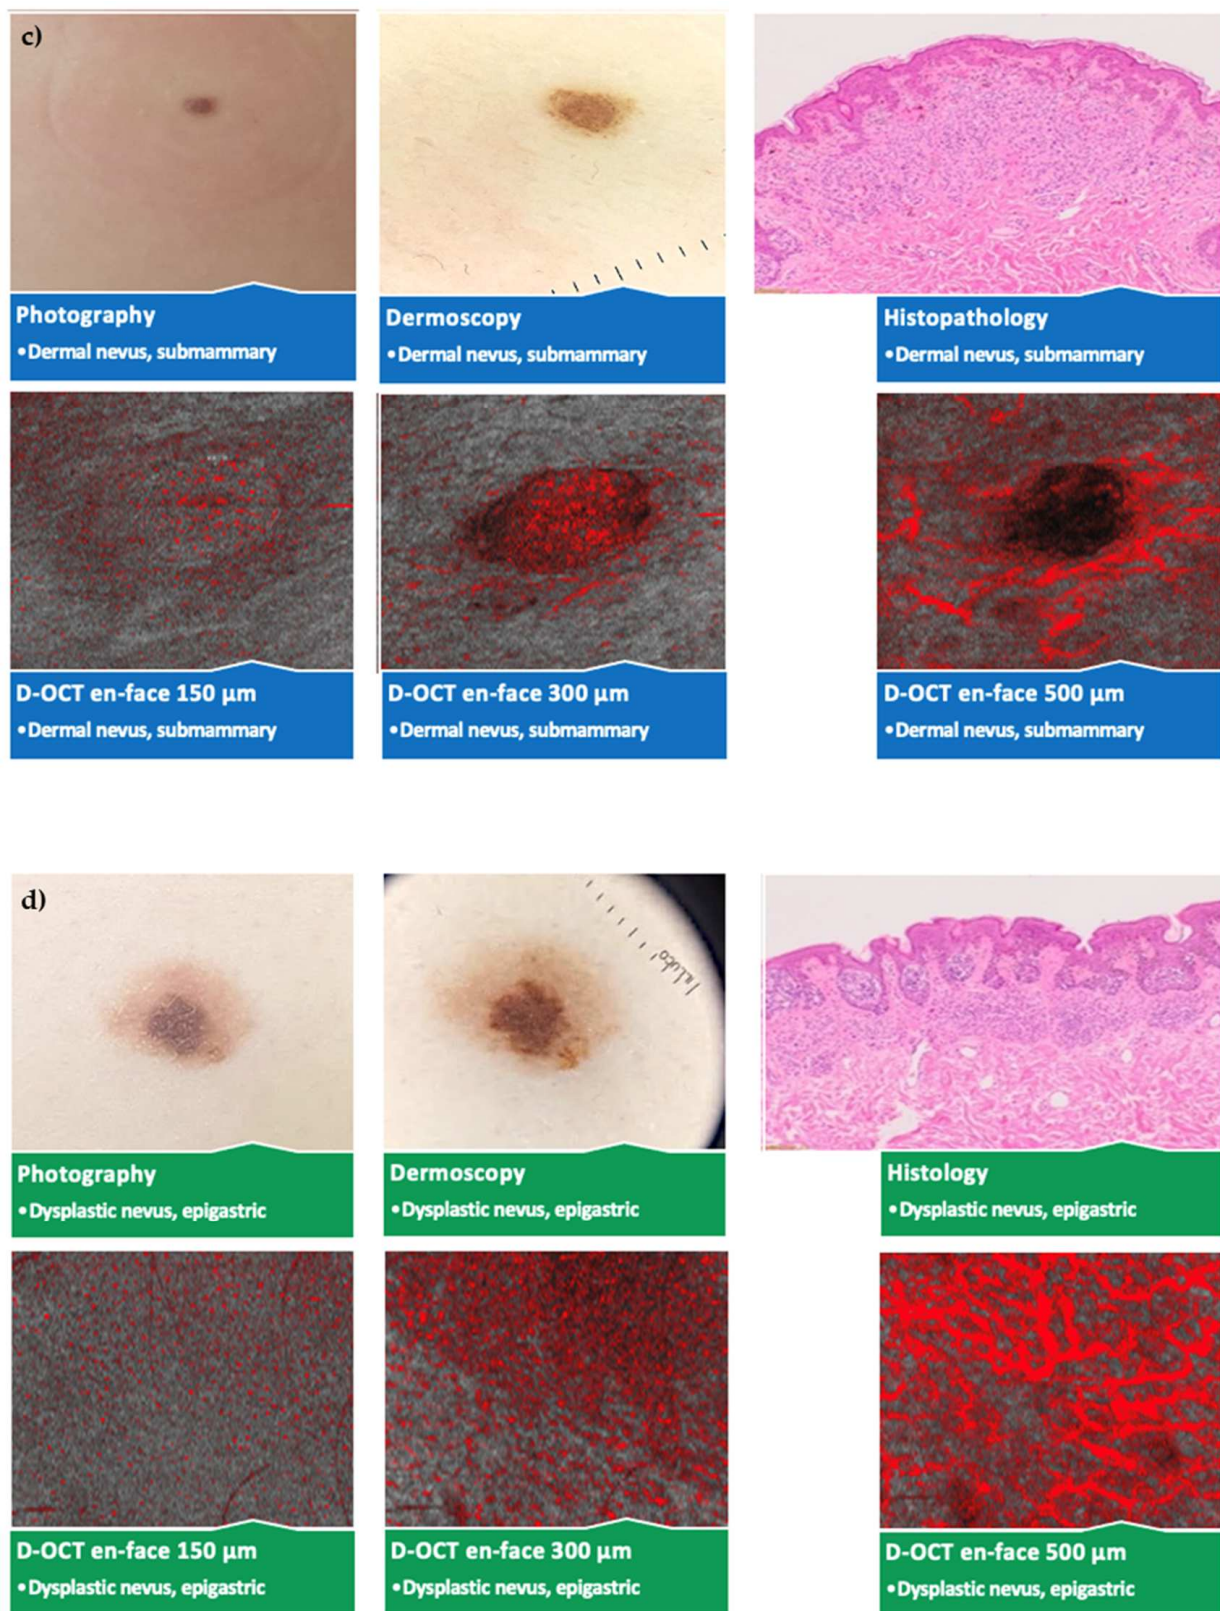 c)
Photography
•Dermal nevus, submammary
Dermoscopy
•Dermal nevus, submammary
Histopathology
•Dermal nevus, submammary
D-OCT en-face 150 µm
•Dermal nevus, submammary
D-OCT en-face 300 µm
•Dermal nevus, submammary
D-OCT en-face 500 µm
•Dermal nevus, submammary
d)
Photography
•Dysplastic nevus, epigastric
Dermoscopy
•Dysplastic nevus, epigastric
Histology
•Dysplastic nevus, epigastric
D-OCT en-face 150 µm
•Dysplastic nevus, epigastric
D-OCT en-face 300 µm
•Dysplastic nevus, epigastric
D-OCT en-face 500 µm
•Dysplastic nevus, epigastric